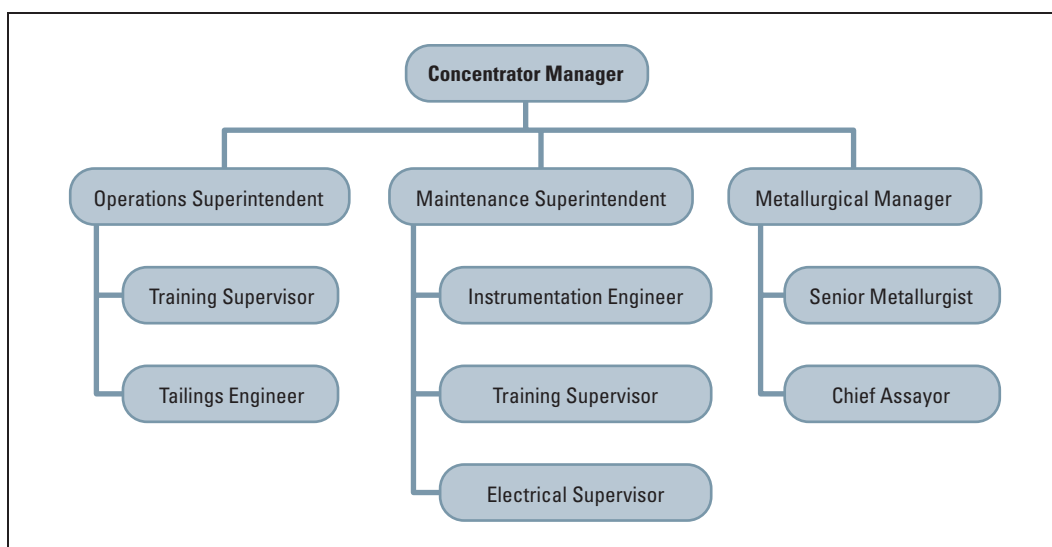 Concentrator Manager
Operations Superintendent
Maintenance Superintendent
Metallurgical Manager
Training Supervisor
Instrumentation Engineer
Senior Metallurgist
Tailings Engineer
Training Supervisor
Chief Assayor
Electrical Supervisor